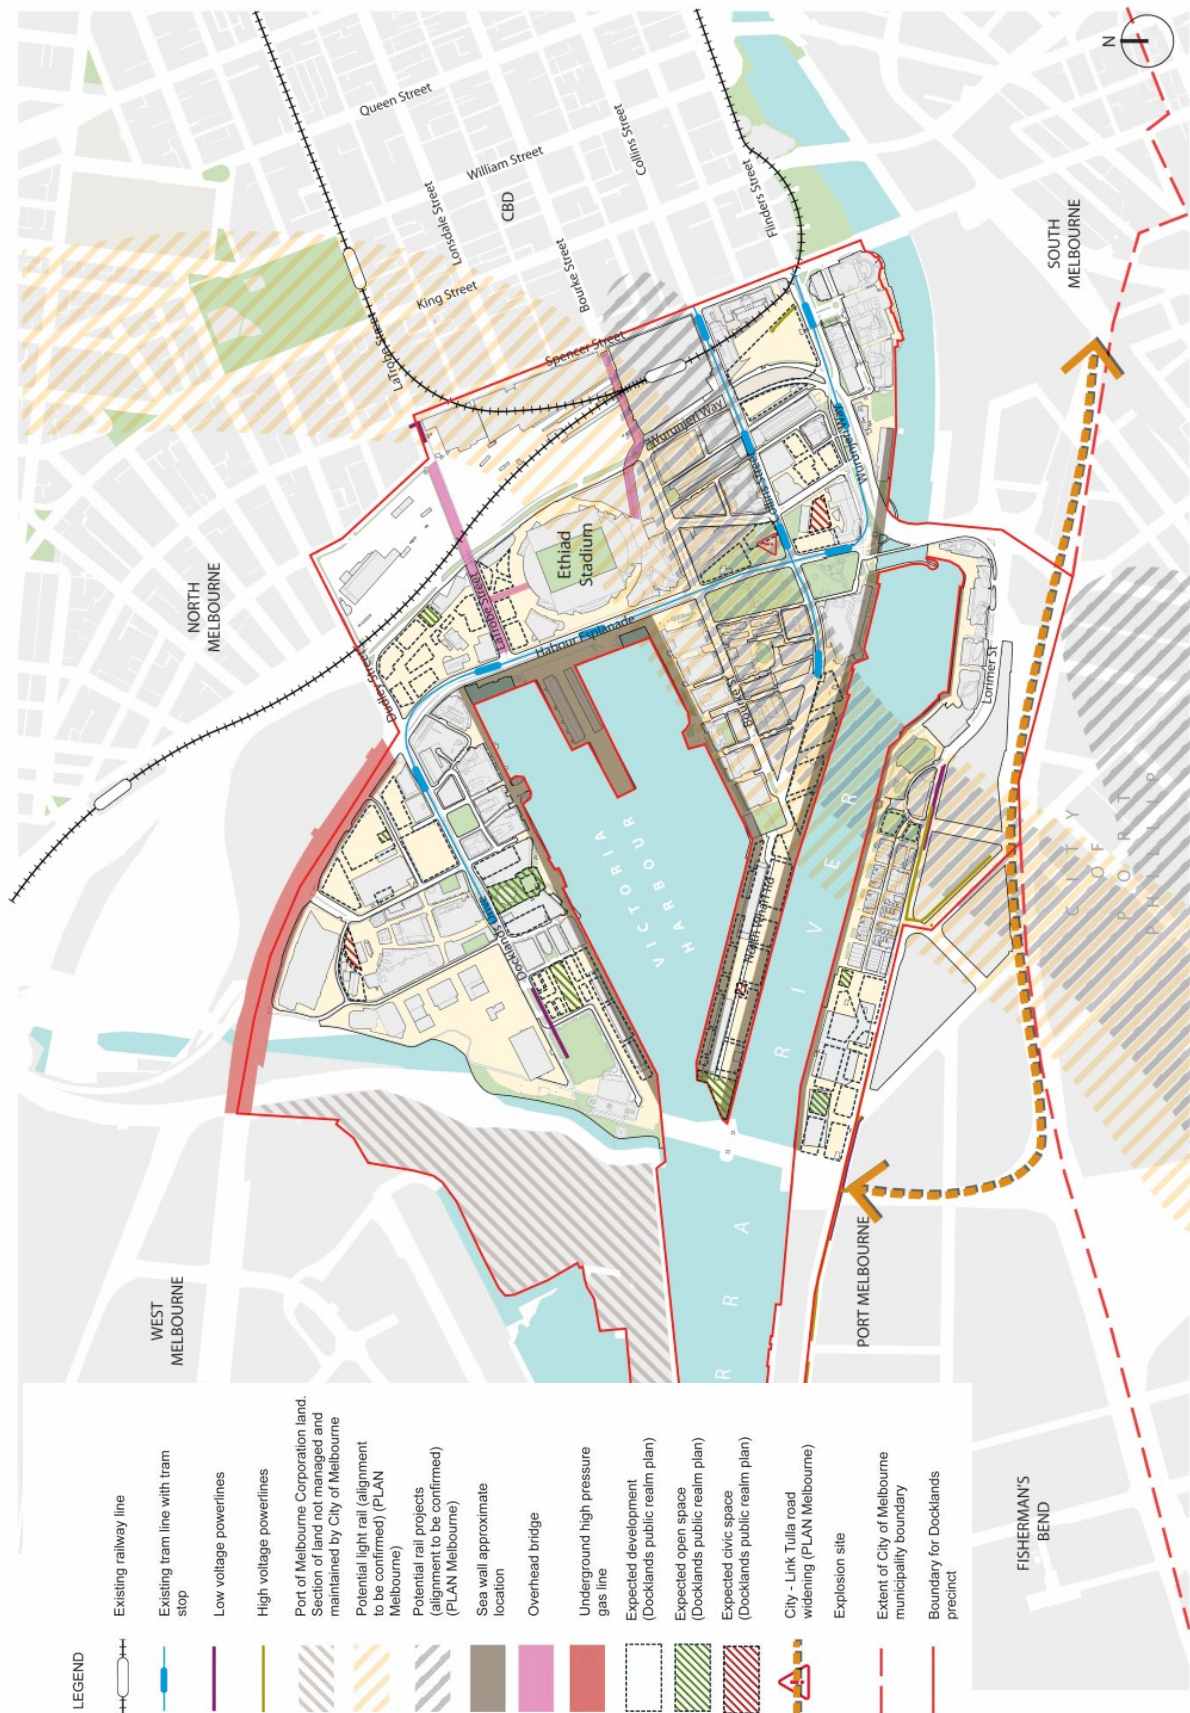 N
Queen Street
William Street
Collins Street
CBD
Lonsdale Street
Flinders Street
King Street
Bourke Street
LaTrobe Street
Spencer Street
SOUTH
MELBOURNE
NORTH
MELBOURNE
Wurundjeri Way
Collins Street
Wurundjeri Way
Ethiad
Stadium
LaTrobe Street
Habour Esplanade
Dudley Street
Bourke St
Lorimer St
VICTORIA
HARBOUR
North Wharf Rd
Docklands Drive
RIVER
CITY
OF
PORT
PHILLIP
WEST
MELBOURNE
PORT MELBOURNE
R R A
FISHERMAN'S
BEND
LEGEND
Existing railway line
Existing tram line with tram
stop
Low voltage powerlines
High voltage powerlines
Port of Melbourne Corporation land.
Section of land not managed and
maintained by City of Melbourne
Potential light rail (alignment
to be confirmed) (PLAN
Melbourne)
Potential rail projects
(alignment to be confirmed)
(PLAN Melbourne)
Sea wall approximate
location
Overhead bridge
Underground high pressure
gas line
Expected development
(Docklands public realm plan)
Expected open space
(Docklands public realm plan)
Expected civic space
(Docklands public realm plan)
City - Link Tulla road
widening (PLAN Melbourne)
Explosion site
Extent of City of Melbourne
municipality boundary
Boundary for Docklands
precinct